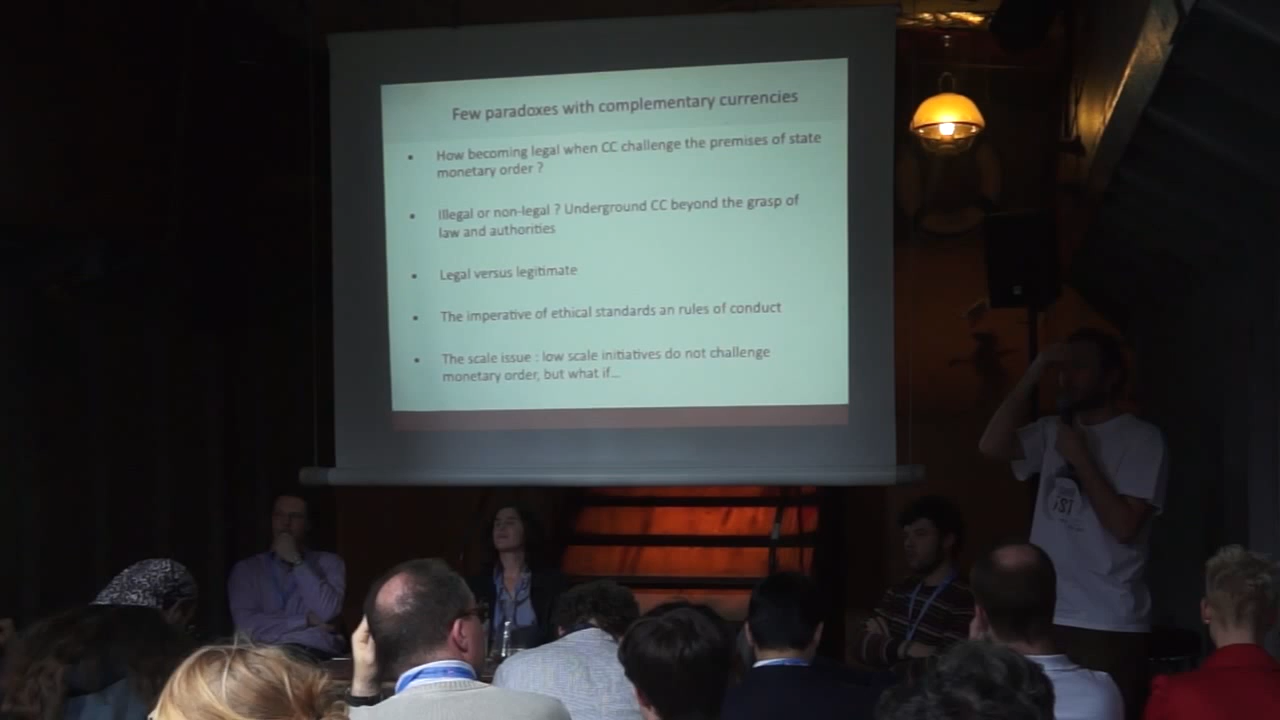 Few paradoxes with complementary currencies
• How becoming legal when CC challenge the premises of state
monetary order ?
• Illegal or non-legal ? Underground CC beyond the grasp of
law and authorities
• Legal versus legitimate
• The imperative of ethical standards an rules of conduct
• The scale issue : low scale initiatives do not challenge
monetary order, but what if...